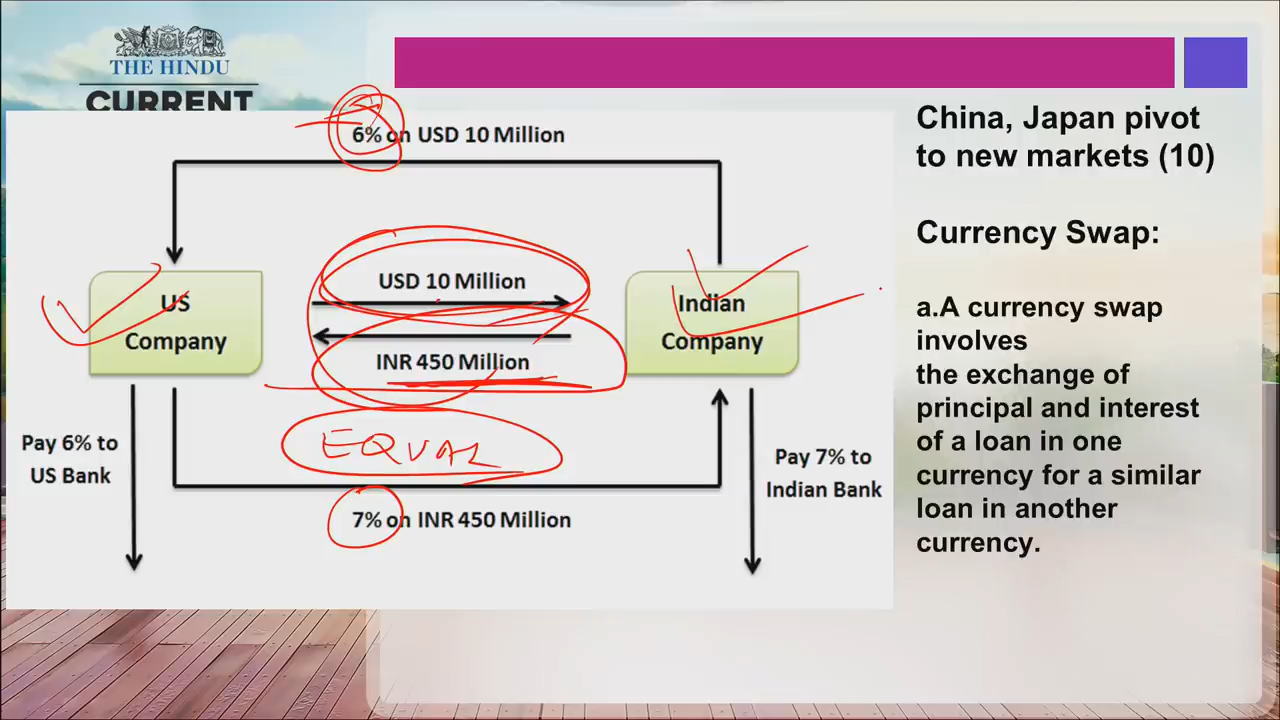 THE HINDU
CURRENT
6% on USD 10 Million
USD 10 Million
US
Company
Indian
Company
INR 450 Million
EQUAL
Pay 6% to
US Bank
Pay 7% to
Indian Bank
7% on INR 450 Million
China, Japan pivot
to new markets (10)
Currency Swap:
a.A currency swap
involves
the exchange of
principal and interest
of a loan in one
currency for a similar
loan in another
currency.